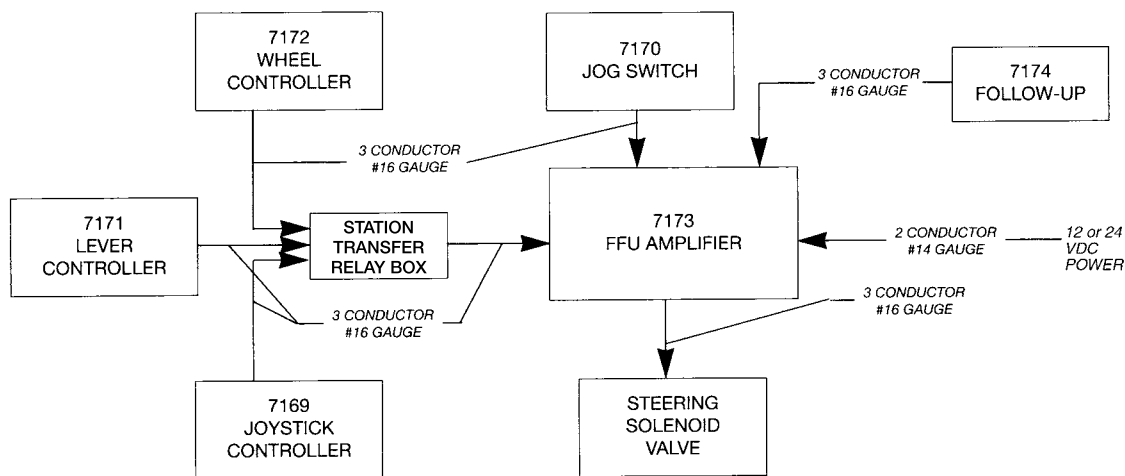 7172
WHEEL
CONTROLLER
7170
JOG SWITCH
3 CONDUCTOR
#16 GAUGE
7174
FOLLOW-UP
3 CONDUCTOR
#16 GAUGE
7171
LEVER
CONTROLLER
STATION
TRANSFER
RELAY BOX
7173
FFU AMPLIFIER
2 CONDUCTOR
#14 GAUGE
12 or 24
VDC
POWER
3 CONDUCTOR
#16 GAUGE
3 CONDUCTOR
#16 GAUGE
7169
JOYSTICK
CONTROLLER
STEERING
SOLENOID
VALVE